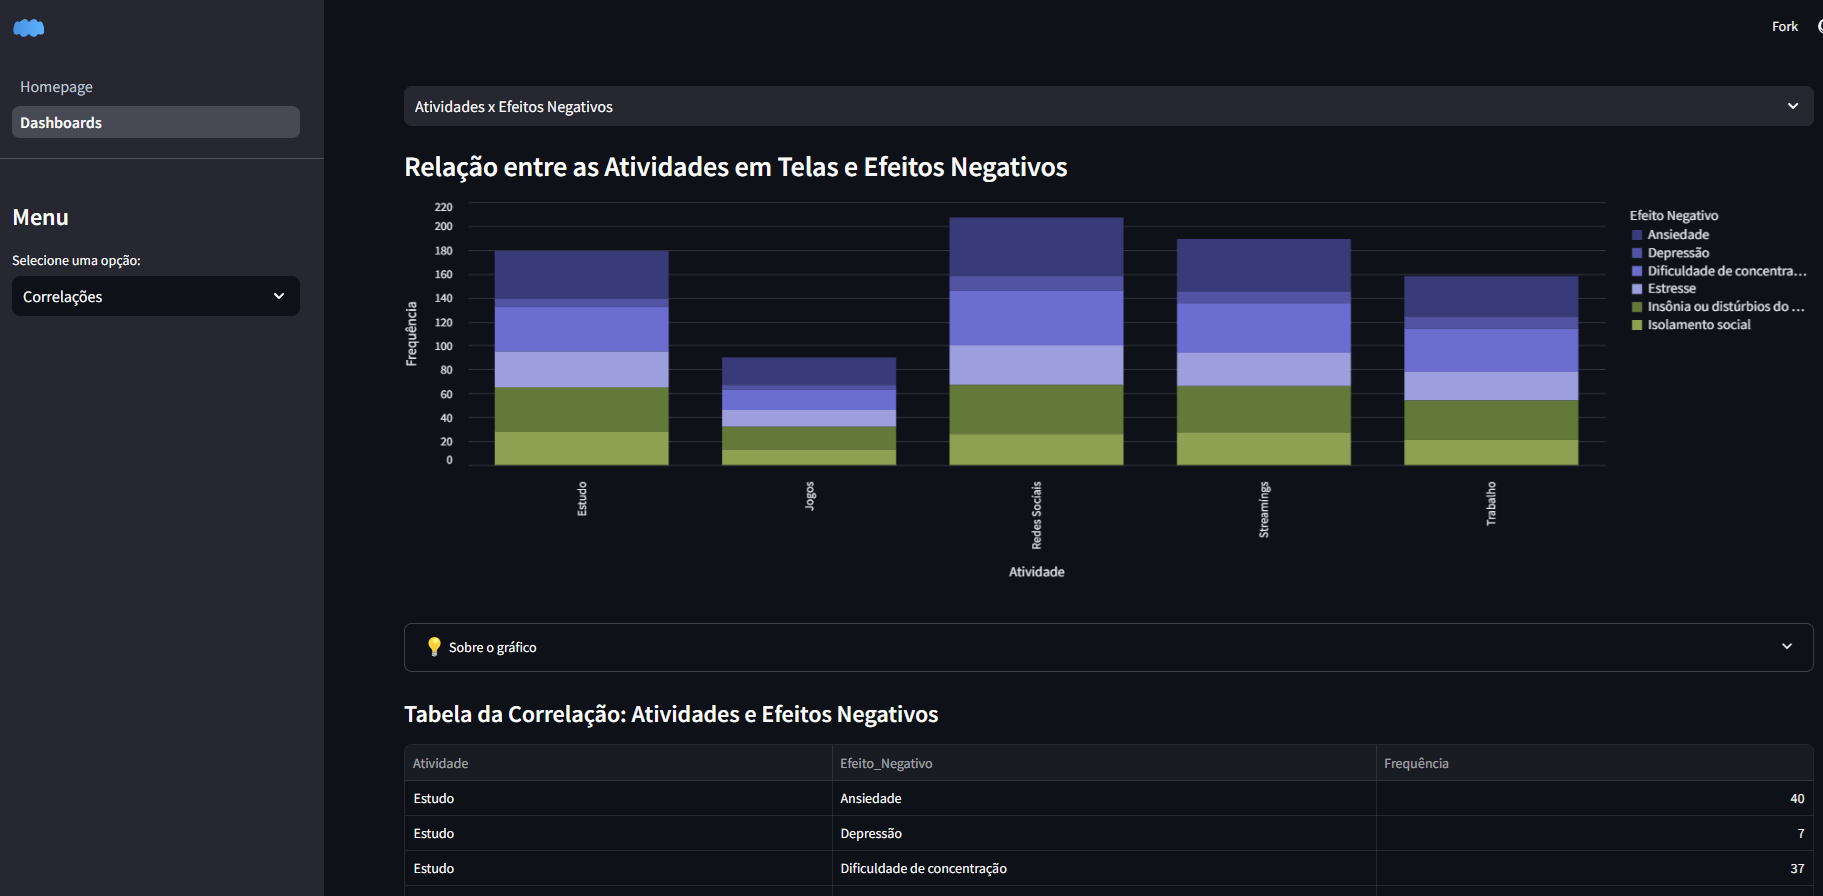 Fork
Homepage
Dashboards
Menu
Selecione uma opção:
Correlações
Atividades x Efeitos Negativos
Relação entre as Atividades em Telas e Efeitos Negativos
220
200
180
160
140
120
100
80
60
40
20
0
Frequência
Estudo
Jogos
Redes Sociais
Streamings
Trabalho
Atividade
Efeito Negativo
Ansiedade
Depressão
Dificuldade de concentra...
Estresse
Insônia ou distúrbios do ...
Isolamento social
Sobre o gráfico
Tabela da Correlação: Atividades e Efeitos Negativos
Atividade Efeito_Negativo Frequência
Estudo Ansiedade 40
Estudo Depressão 7
Estudo Dificuldade de concentração 37